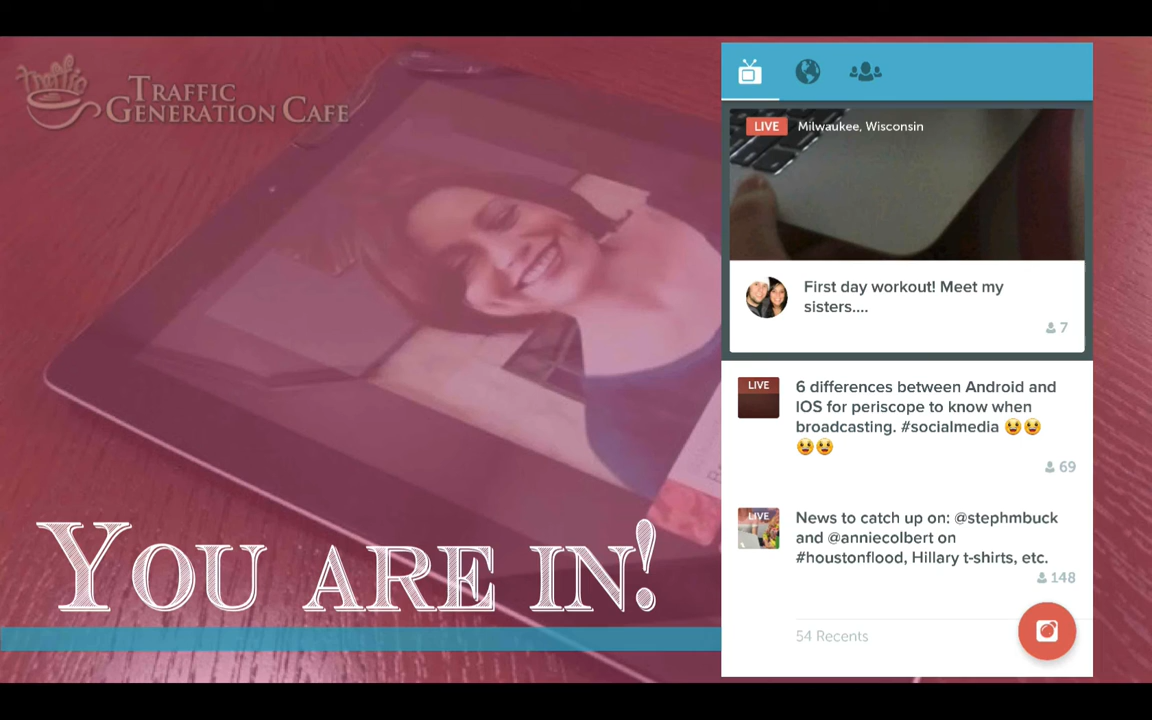 Traffic
TRAFFIC
GENERATION CAFE
YOU ARE IN!
LIVE Milwaukee, Wisconsin
First day workout! Meet my
sisters....
7
LIVE
6 differences between Android and
IOS for periscope to know when
broadcasting. #socialmedia 😉😉
😉😉
69
LIVE
News to catch up on: @stephmbuck
and @anniecolbert on
#houstonflood, Hillary t-shirts, etc.
148
54 Recents